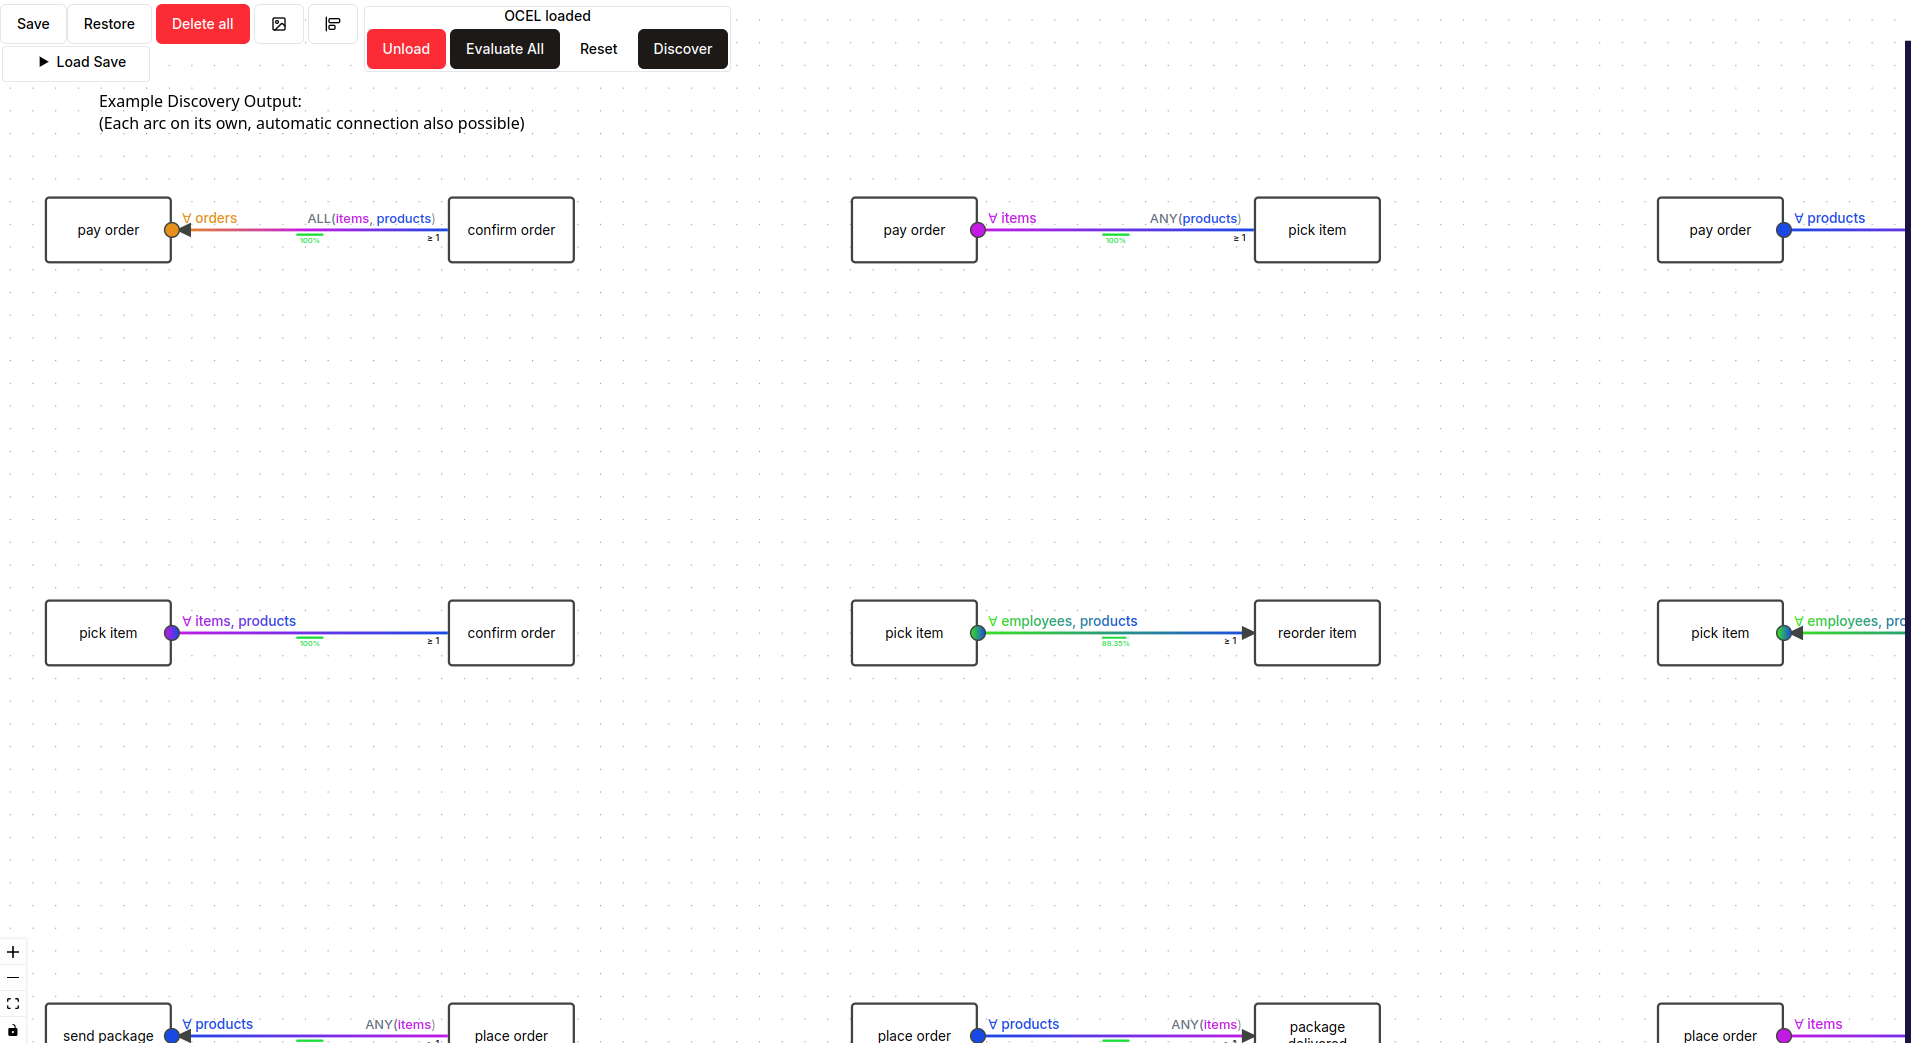 Save Restore Delete all
OCEL loaded
Unload Evaluate All Reset Discover
▶ Load Save
Example Discovery Output:
(Each arc on its own, automatic connection also possible)
pay order ∀ orders ALL(items, products) 100% ≥ 1 confirm order
pay order ∀ items ANY(products) 100% ≥ 1 pick item
pay order ∀ products
pick item ∀ items, products 100% ≥ 1 confirm order
pick item ∀ employees, products 89.35% ≥ 1 reorder item
pick item ∀ employees, pro
send package ∀ products ANY(items) place order
place order ∀ products ANY(items) package
delivered
place order ∀ items